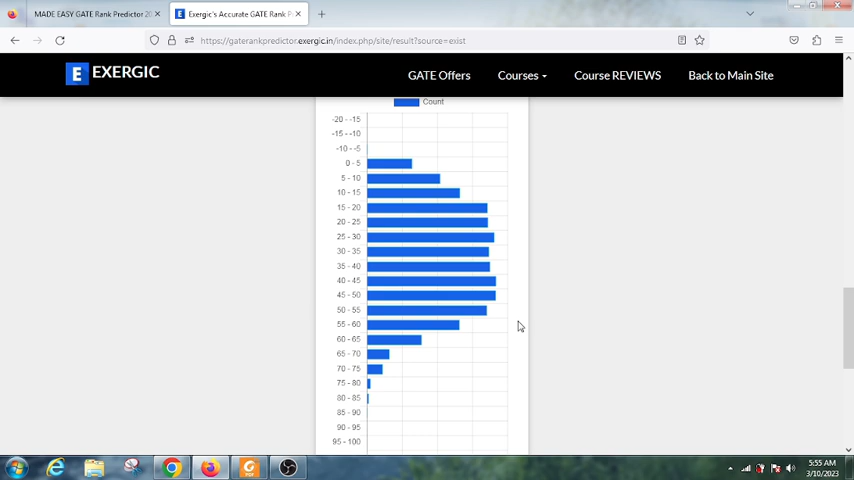 MADE EASY GATE Rank Predictor 20
Exergic's Accurate GATE Rank P
https://gaterankpredictor.exergic.in/index.php/site/result?source=exist
E EXERGIC
GATE Offers
Courses
Course REVIEWS
Back to Main Site
Count
-20 - -15
-15 - -10
-10 - -5
0 - 5
5 - 10
10 - 15
15 - 20
20 - 25
25 - 30
30 - 35
35 - 40
40 - 45
45 - 50
50 - 55
55 - 60
60 - 65
65 - 70
70 - 75
75 - 80
80 - 85
85 - 90
90 - 95
95 - 100
5:55 AM
3/10/2023